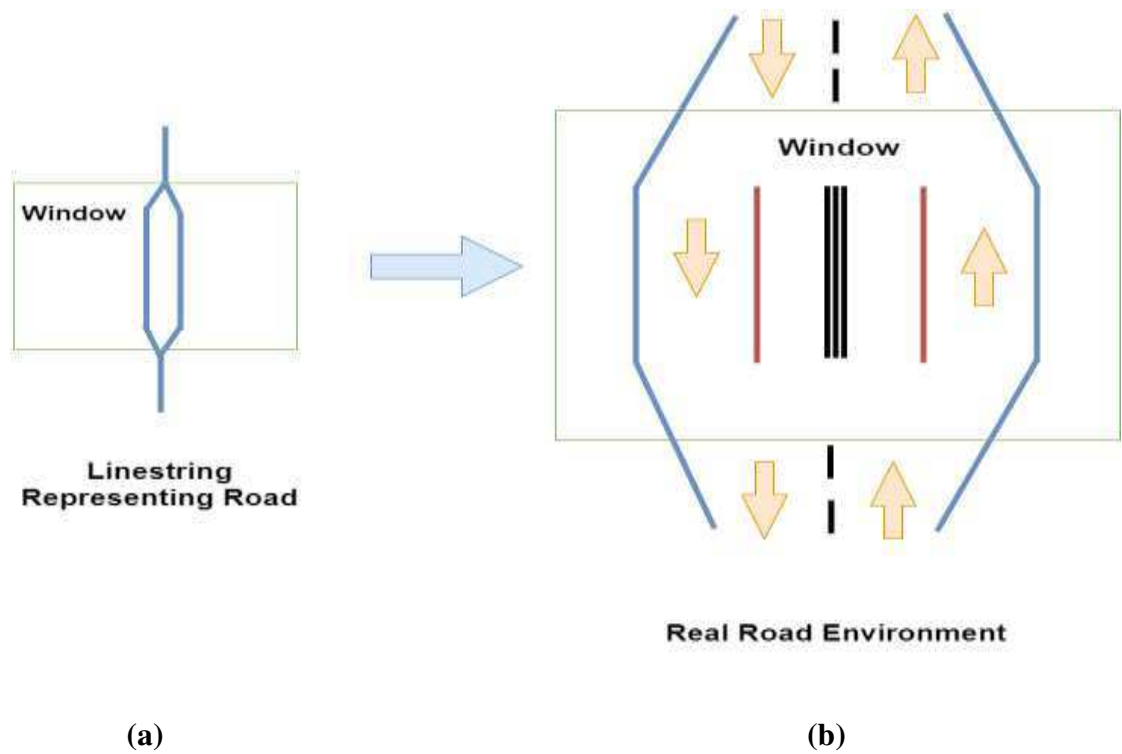 Window
Window
Linestring
Representing Road
Real Road Environment
(a)
(b)